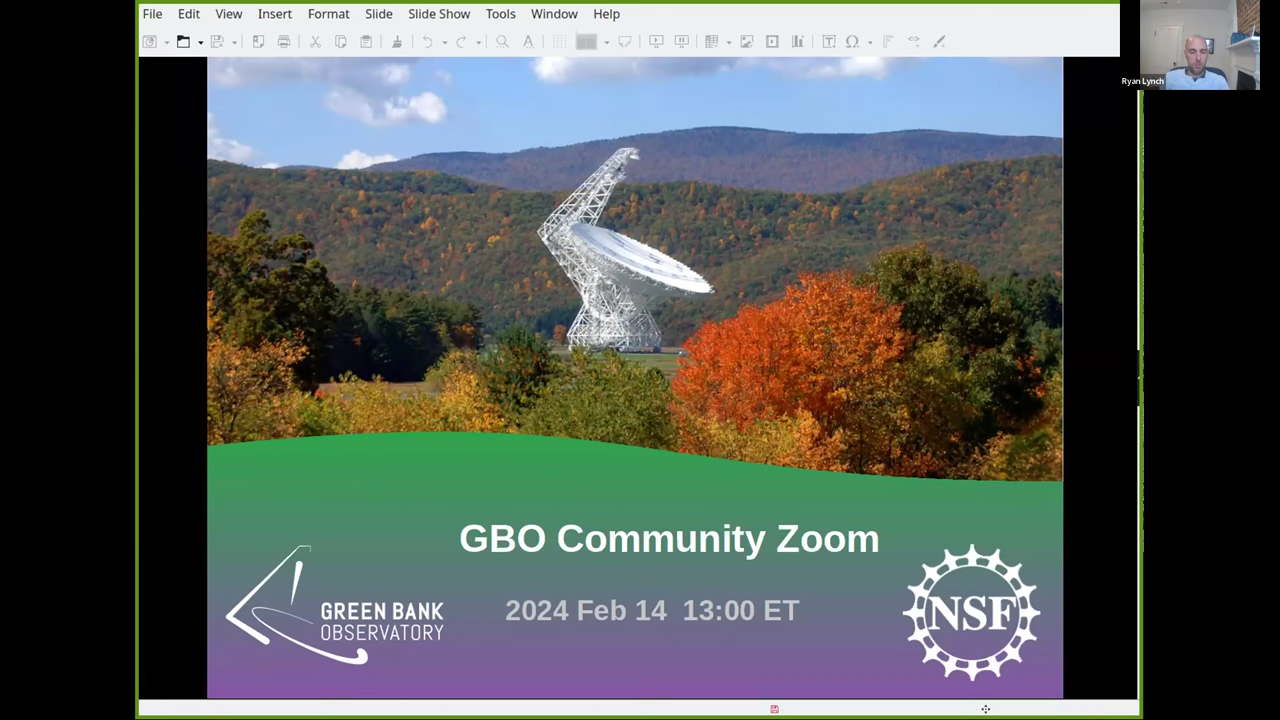 File Edit View Insert Format Slide Slide Show Tools Window Help
Ryan Lynch
GBO Community Zoom
GREEN BANK
OBSERVATORY
2024 Feb 14 13:00 ET
NSF